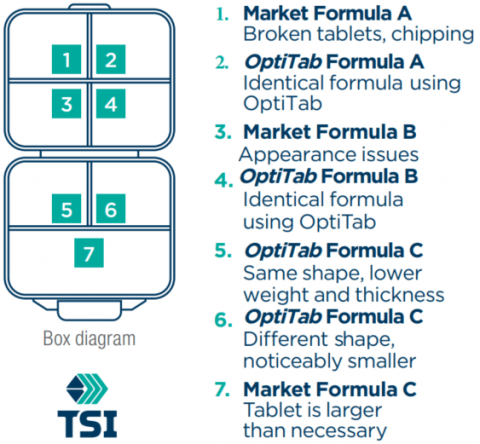 1
2
3
4
5
6
7
Box diagram
TSI
1. Market Formula A
Broken tablets, chipping
2. OptiTab Formula A
Identical formula using
OptiTab
3. Market Formula B
Appearance issues
4. OptiTab Formula B
Identical formula
using OptiTab
5. OptiTab Formula C
Same shape, lower
weight and thickness
6. OptiTab Formula C
Different shape,
noticeably smaller
7. Market Formula C
Tablet is larger
than necessary